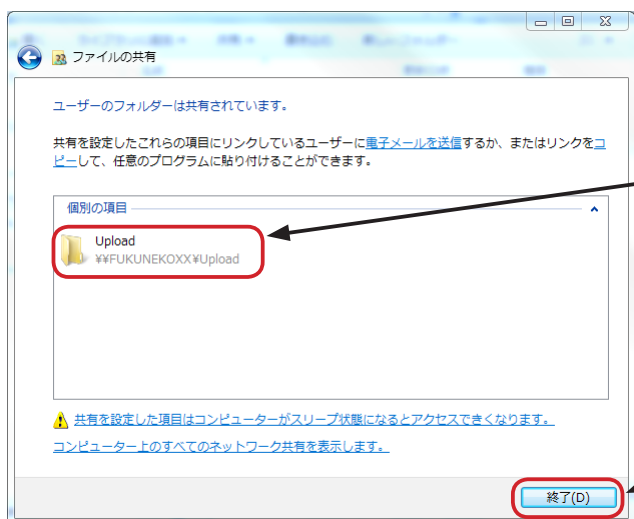 ファイルの共有
ユーザーのフォルダーは共有されています。
共有を設定したこれらの項目にリンクしているユーザーに電子メールを送信するか、またはリンクをコ
ピーして、任意のプログラムに貼り付けることができます。
個別の項目
Upload
¥¥FUKUNEKOXX¥Upload
共有を設定した項目はコンピューターがスリープ状態になるとアクセスできくなります。
コンピューター上のすべてのネットワーク共有を表示します。
終了(D)